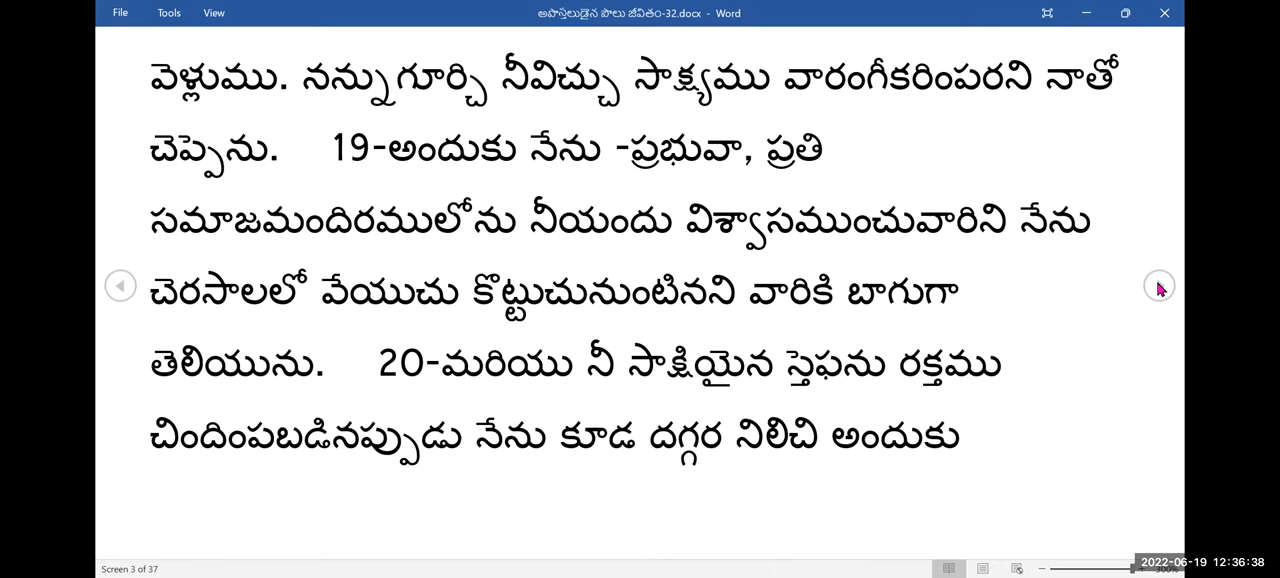 File Tools View అపొస్తలుడైన పౌలు జీవితం-32.docx - Word
వెళ్లుము. నన్నుగూర్చి నీవిచ్చు సాక్ష్యము వారంగీకరింపరని నాతో
చెప్పెను. 19-అందుకు నేను -ప్రభువా, ప్రతి
సమాజమందిరములోను నీయందు విశ్వాసముంచువారిని నేను
చెరసాలలో వేయుచు కొట్టుచునుంటినని వారికి బాగుగా
తెలియును. 20-మరియు నీ సాక్షియైన స్తెఫను రక్తము
చిందింపబడినప్పుడు నేను కూడ దగ్గర నిలిచి అందుకు
Screen 3 of 37
2022-06-19 12:36:38